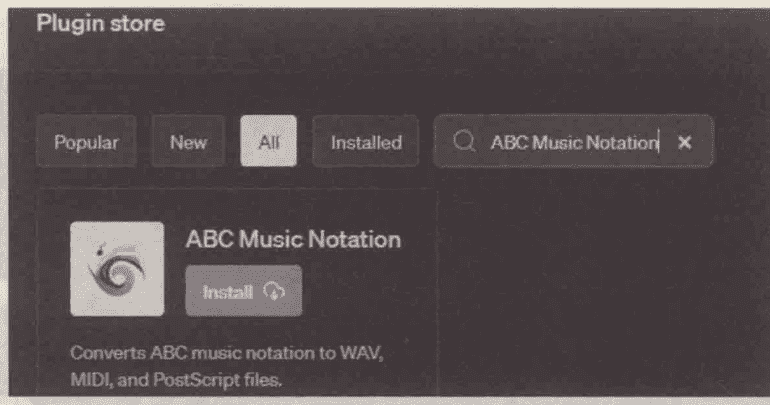 Plugin store
Popular New All Installed ABC Music Notation
ABC Music Notation
Install
Converts ABC music notation to WAV,
MIDI, and PostScript files.